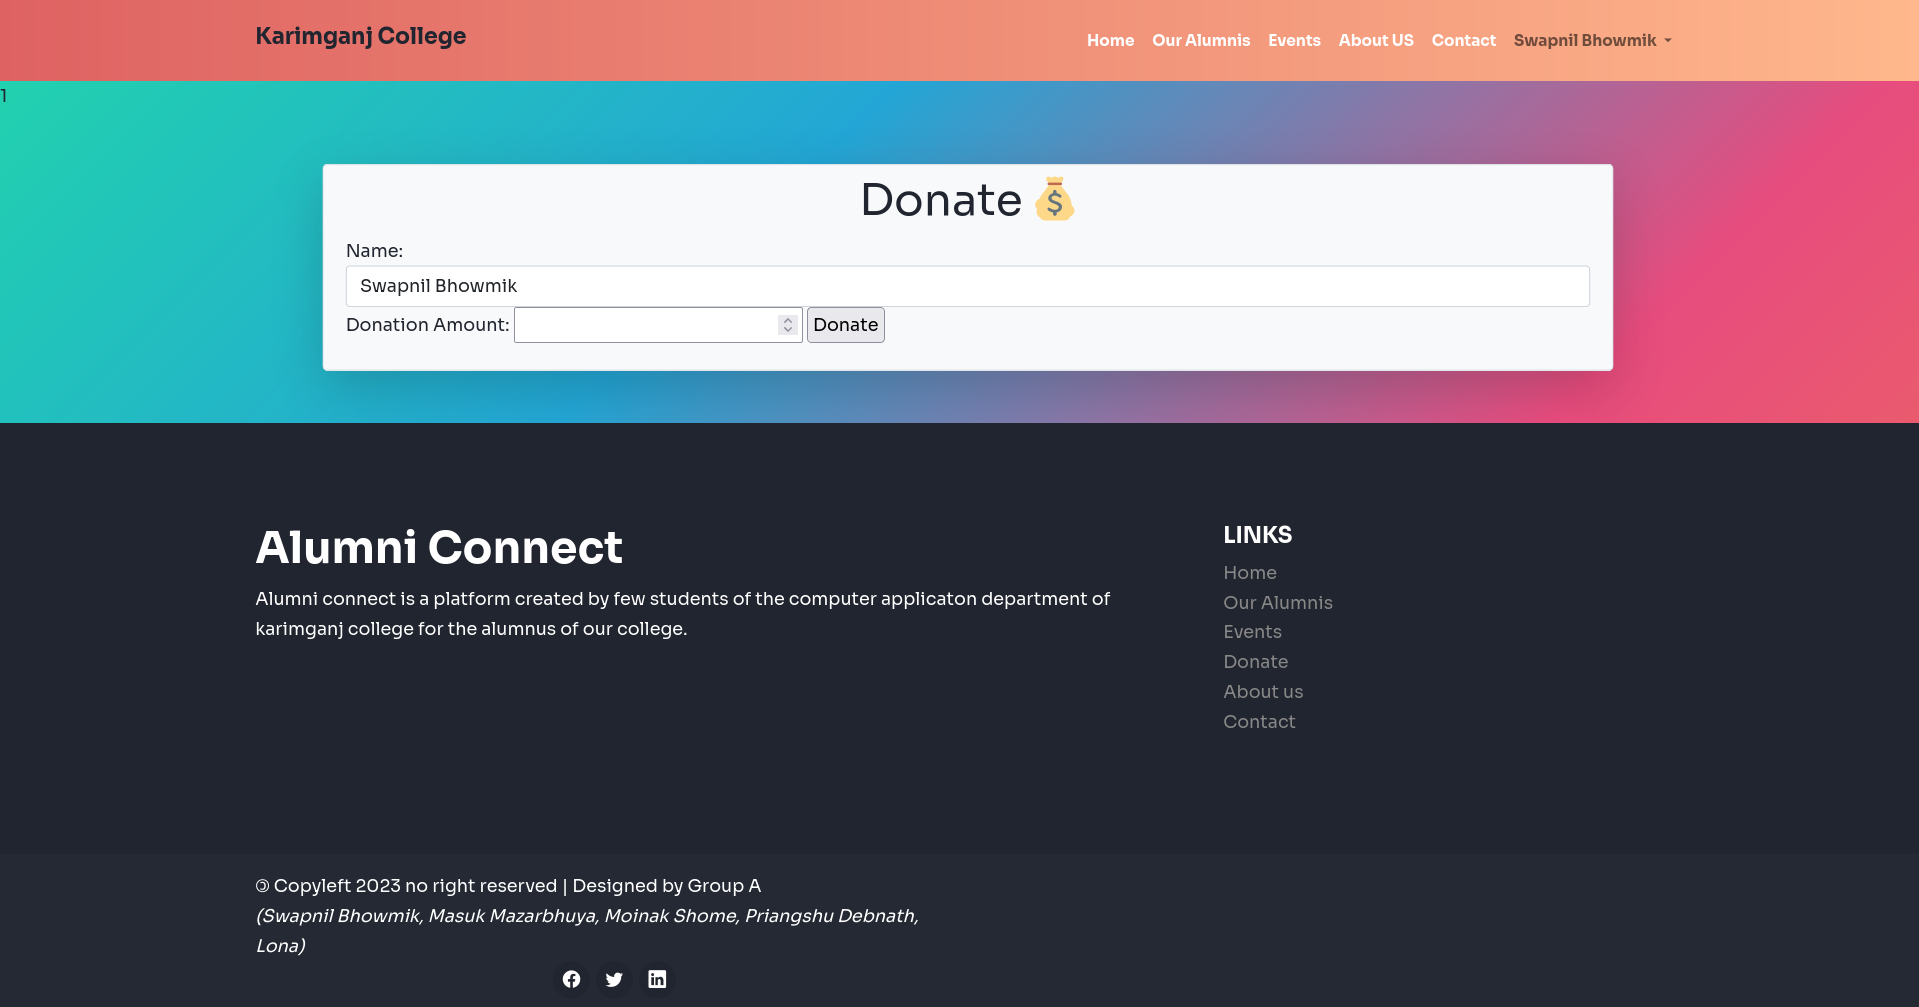 Karimganj College
Home Our Alumnis Events About US Contact Swapnil Bhowmik
1
Donate 💰
Name:
Swapnil Bhowmik
Donation Amount: Donate
Alumni Connect
Alumni connect is a platform created by few students of the computer applicaton department of
karimganj college for the alumnus of our college.
LINKS
Home
Our Alumnis
Events
Donate
About us
Contact
🄯 Copyleft 2023 no right reserved | Designed by Group A
(Swapnil Bhowmik, Masuk Mazarbhuya, Moinak Shome, Priangshu Debnath,
Lona)